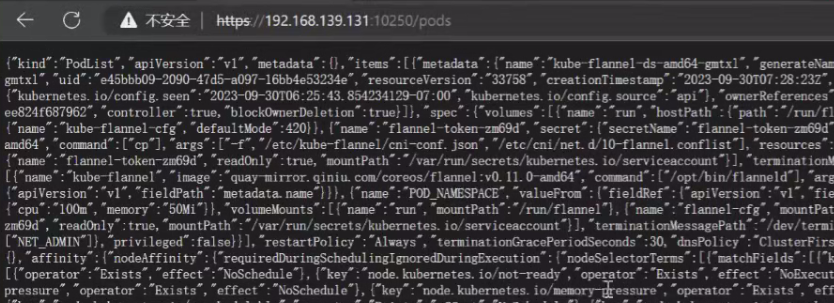 不安全 https://192.168.139.131:10250/pods
{"kind":"PodList","apiVersion":"v1","metadata":{},"items":[{"metadata":{"name":"kube-flannel-ds-amd64-gmtxl","generateNam
gmtxl","uid":"e45bbb09-2090-47d5-a097-16bb4e53234e","resourceVersion":"33758","creationTimestamp":"2023-09-30T07:28:23Z"
{"kubernetes.io/config.seen":"2023-09-30T06:25:43.854234129-07:00","kubernetes.io/config.source":"api"},"ownerReferences"
ee824f687962","controller":true,"blockOwnerDeletion":true}]},"spec":{"volumes":[{"name":"run","hostPath":{"path":"/run/fl
{"name":"kube-flannel-cfg","defaultMode":420}},{"name":"flannel-token-zm69d","secret":{"secretName":"flannel-token-zm69d"
amd64","command":["cp"],"args":["-f","/etc/kube-flannel/cni-conf.json","/etc/cni/net.d/10-flannel.conflist"],"resources":
{"name":"flannel-token-zm69d","readOnly":true,"mountPath":"/var/run/secrets/kubernetes.io/serviceaccount"}],"terminationM
[{"name":"kube-flannel","image":"quay-mirror.qiniu.com/coreos/flannel:v0.11.0-amd64","command":["/opt/bin/flanneld"],"arg
{"apiVersion":"v1","fieldPath":"metadata.name"}}},{"name":"POD_NAMESPACE","valueFrom":{"fieldRef":{"apiVersion":"v1","fie
{"cpu":"100m","memory":"50Mi"}},"volumeMounts":[{"name":"run","mountPath":"/run/flannel"},{"name":"flannel-cfg","mountPat
zm69d","readOnly":true,"mountPath":"/var/run/secrets/kubernetes.io/serviceaccount"}],"terminationMessagePath":"/dev/term
["NET_ADMIN"]},"privileged":false}}],"restartPolicy":"Always","terminationGracePeriodSeconds":30,"dnsPolicy":"ClusterFirs
{},"affinity":{"nodeAffinity":{"requiredDuringSchedulingIgnoredDuringExecution":{"nodeSelectorTerms":[{"matchFields":[{"k
[{"operator":"Exists","effect":"NoSchedule"},{"key":"node.kubernetes.io/not-ready","operator":"Exists","effect":"NoExecut
pressure","operator":"Exists","effect":"NoSchedule"},{"key":"node.kubernetes.io/memory-pressure","operator":"Exists","eff